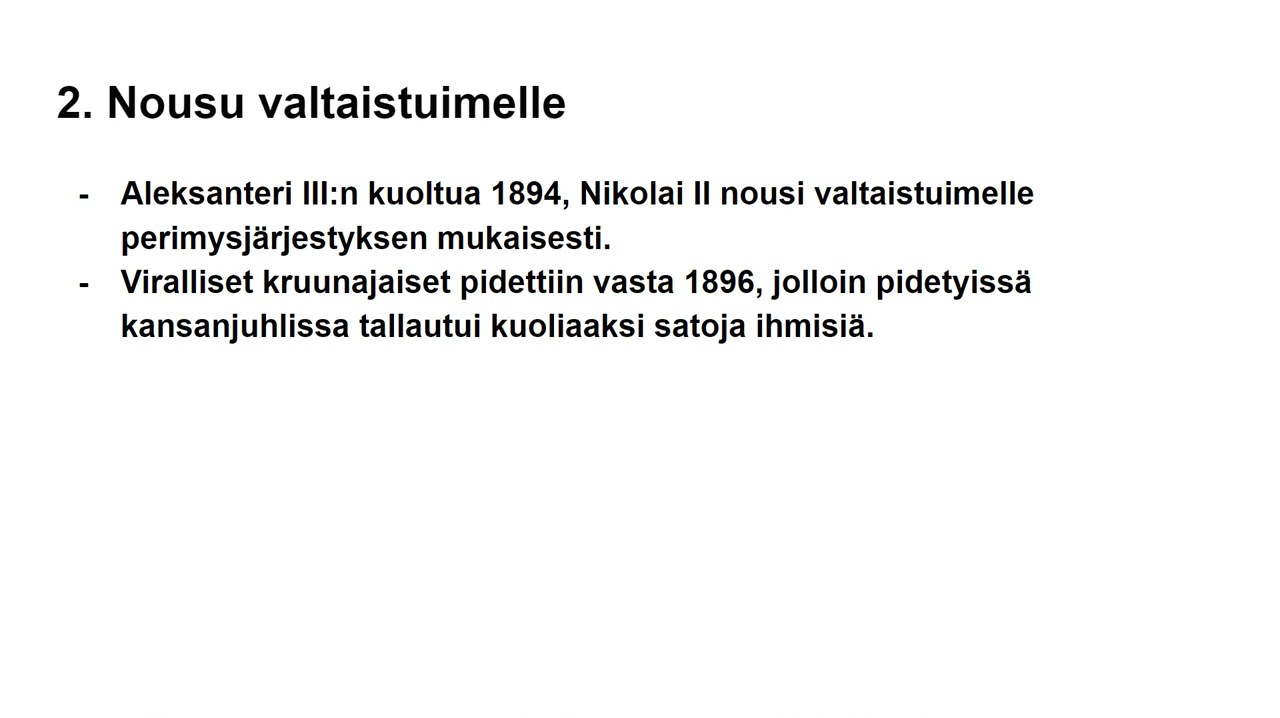 2. Nousu valtaistuimelle
- Aleksanteri III:n kuoltua 1894, Nikolai II nousi valtaistuimelle
perimysjärjestyksen mukaisesti.
- Viralliset kruunajaiset pidettiin vasta 1896, jolloin pidetyissä
kansanjuhlissa tallautui kuoliaaksi satoja ihmisiä.